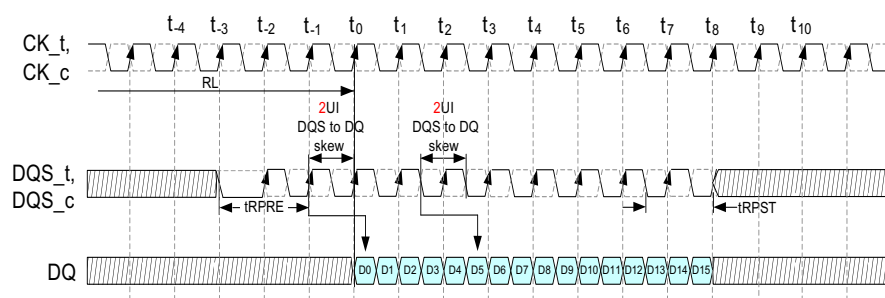 t-4 t-3 t-2 t-1 t0 t1 t2 t3 t4 t5 t6 t7 t8 t9 t10
CK_t,
CK_c
RL
2UI
DQS to DQ
skew
2UI
DQS to DQ
skew
DQS_t,
DQS_c
tRPRE
tRPST
DQ
D0 D1 D2 D3 D4 D5 D6 D7 D8 D9 D10 D11 D12 D13 D14 D15